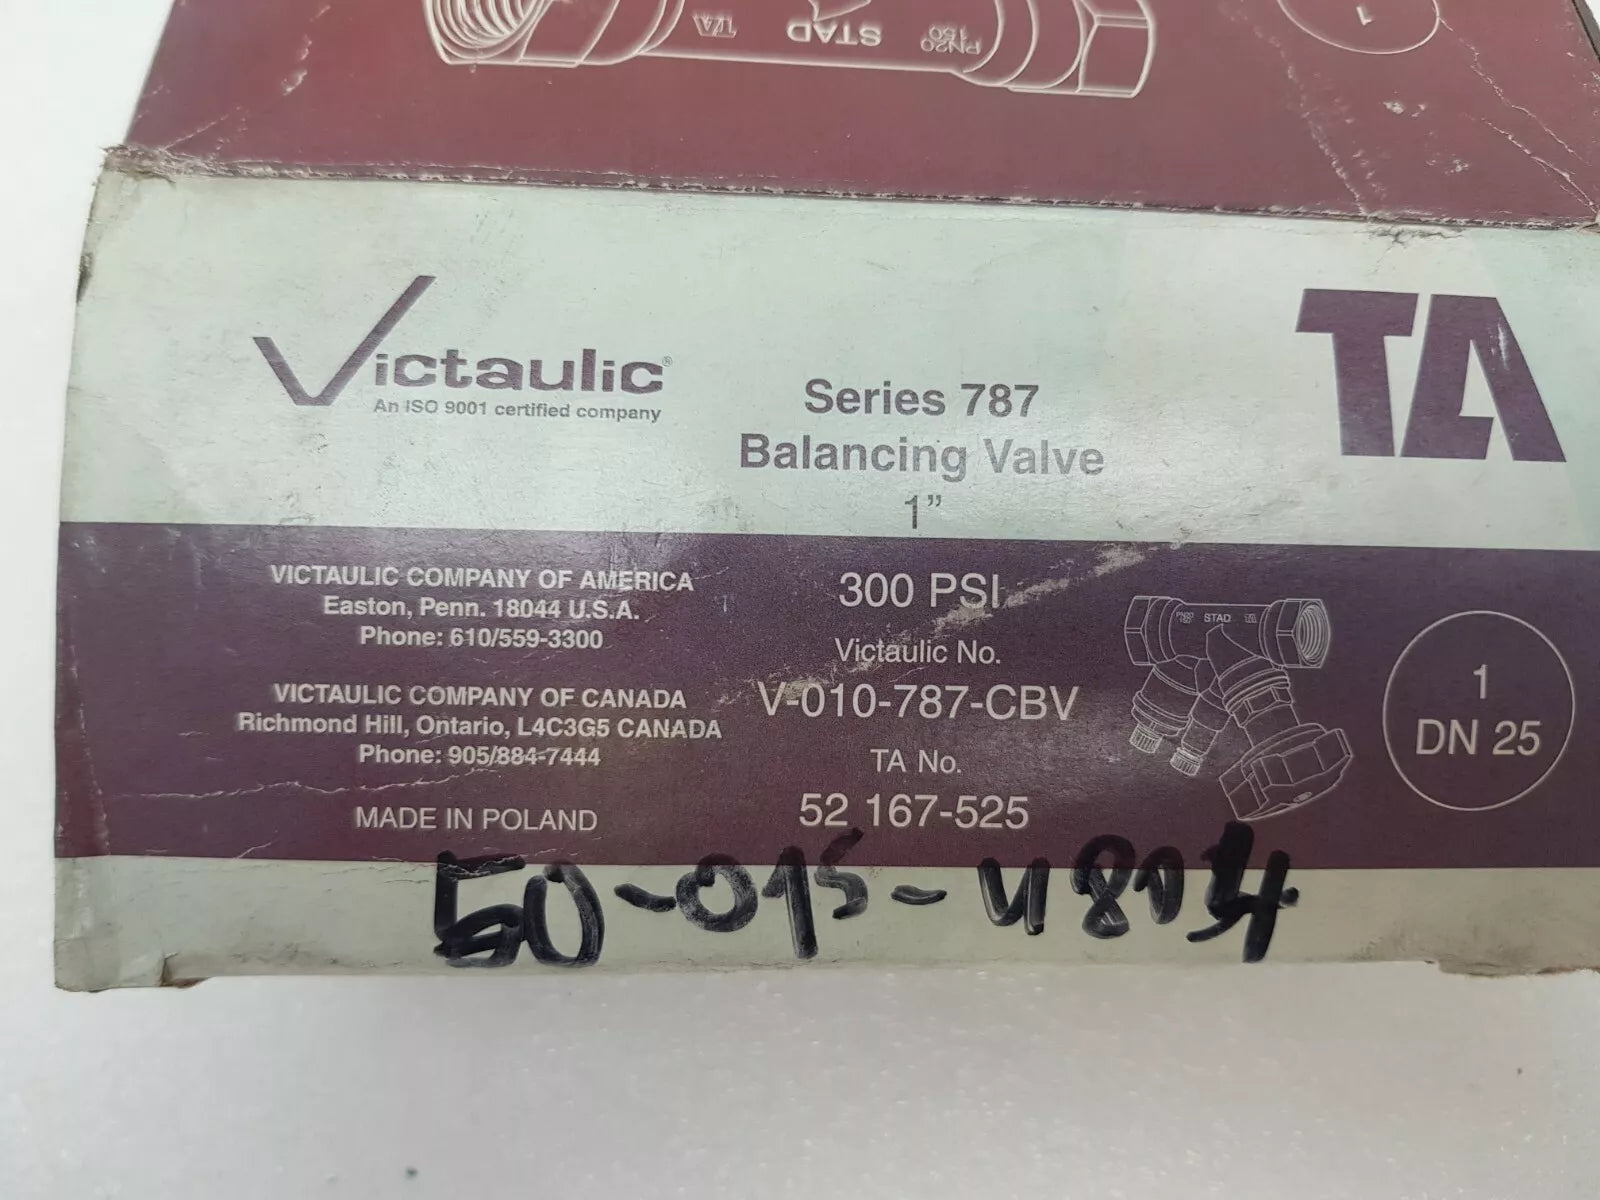 TA STAD PN20
150
1
Victaulic®
An ISO 9001 certified company
Series 787
Balancing Valve
1”
TA
VICTAULIC COMPANY OF AMERICA
Easton, Penn. 18044 U.S.A.
Phone: 610/559-3300
VICTAULIC COMPANY OF CANADA
Richmond Hill, Ontario, L4C3G5 CANADA
Phone: 905/884-7444
MADE IN POLAND
300 PSI
Victaulic No.
V-010-787-CBV
TA No.
52 167-525
PN20 STAD TA
150
1
DN 25